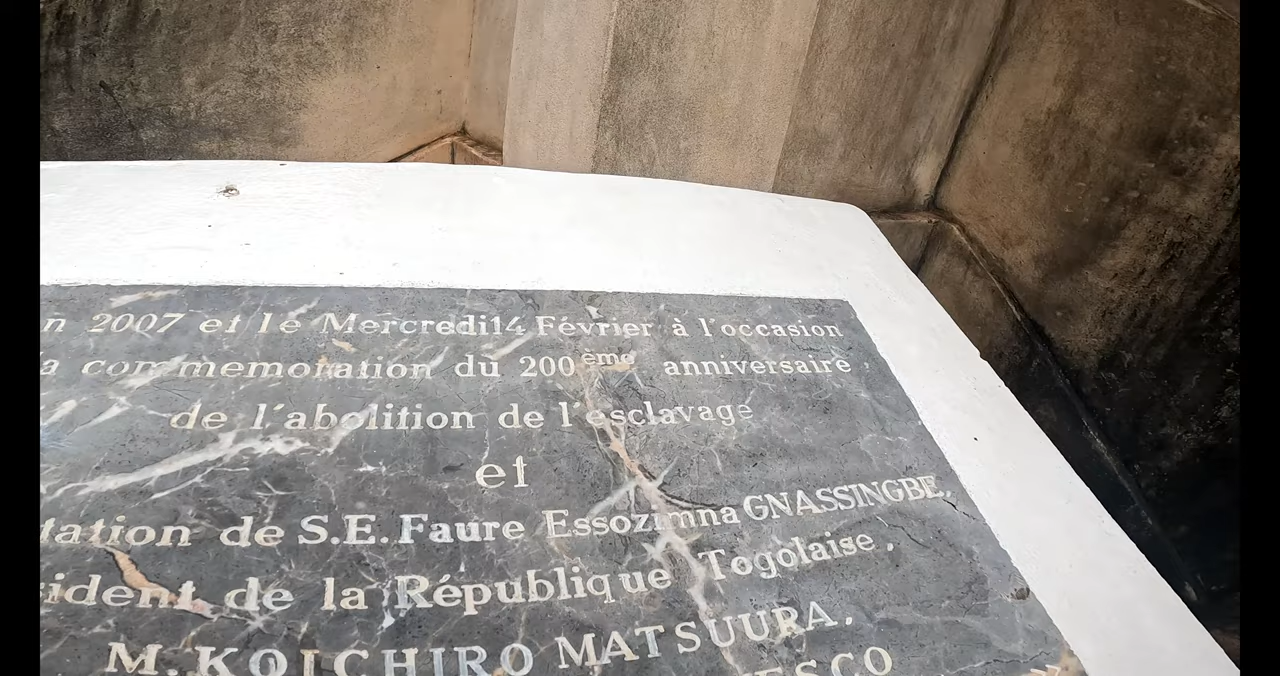 n 2007 et le Mercredi14 Février à l'occasion
a commemoration du 200ème anniversaire
de l'abolition de l'esclavage
et
tation de S.E. Faure Essozimna GNASSINGBE,
sident de la République Togolaise,
M. KOICHIRO MATSUURA,
ESCO